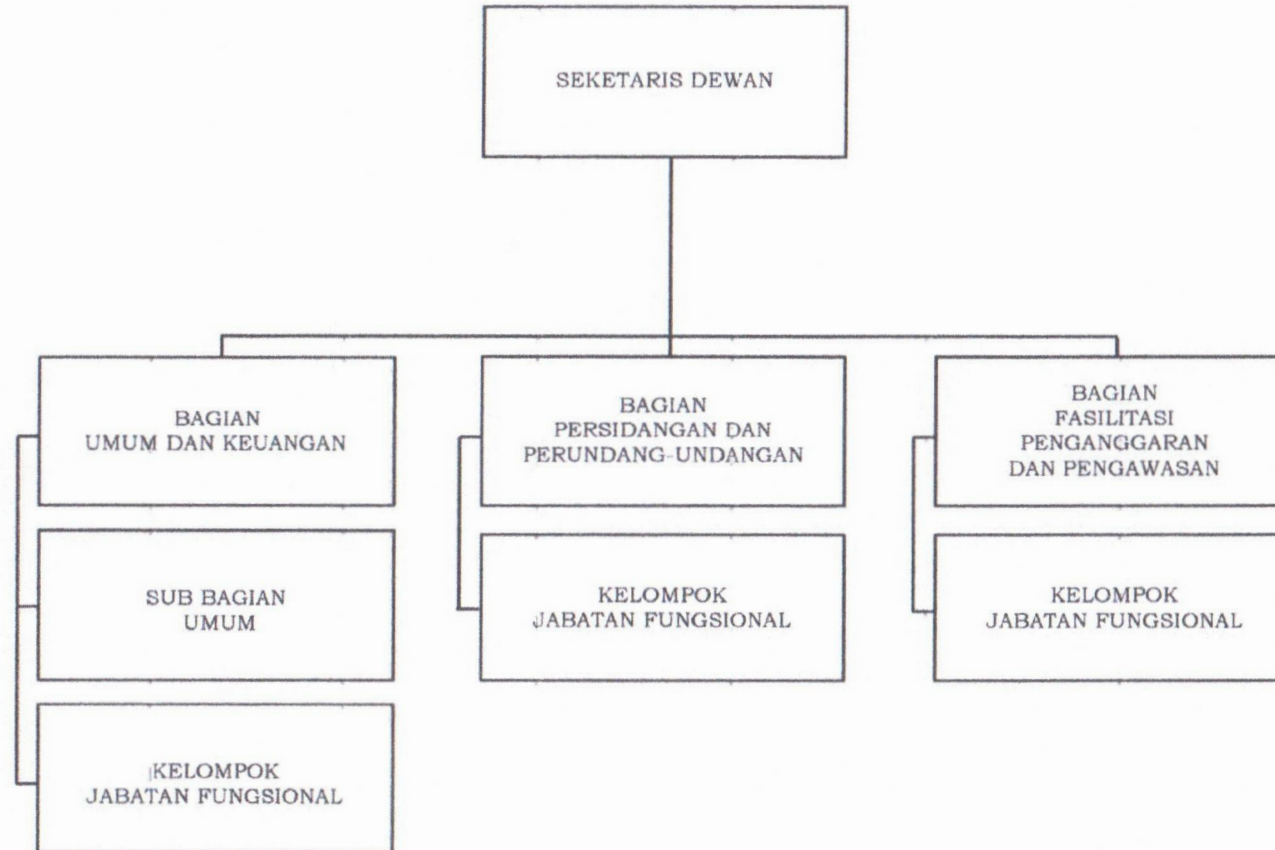 SEKETARIS DEWAN
BAGIAN
UMUM DAN KEUANGAN
SUB BAGIAN
UMUM
KELOMPOK
JABATAN FUNGSIONAL
BAGIAN
PERSIDANGAN DAN
PERUNDANG-UNDANGAN
KELOMPOK
JABATAN FUNGSIONAL
BAGIAN
FASILITASI
PENGANGGARAN
DAN PENGAWASAN
KELOMPOK
JABATAN FUNGSIONAL